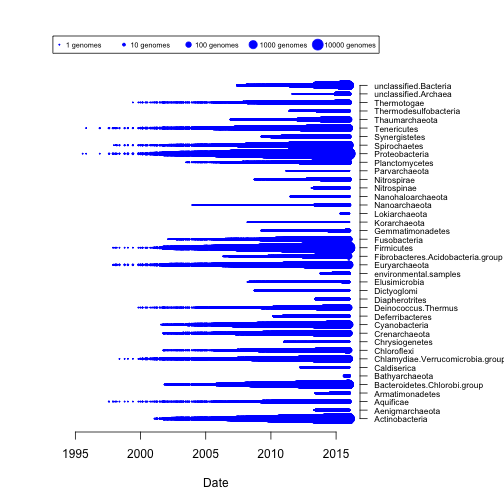 1 genomes 10 genomes 100 genomes 1000 genomes 10000 genomes
unclassified.Bacteria
unclassified.Archaea
Thermotogae
Thermodesulfobacteria
Thaumarchaeota
Tenericutes
Synergistetes
Spirochaetes
Proteobacteria
Planctomycetes
Parvarchaeota
Nitrospirae
Nitrospinae
Nanohaloarchaeota
Nanoarchaeota
Lokiarchaeota
Korarchaeota
Gemmatimonadetes
Fusobacteria
Firmicutes
Fibrobacteres.Acidobacteria.group
Euryarchaeota
environmental.samples
Elusimicrobia
Dictyoglomi
Diapherotrites
Deinococcus.Thermus
Deferribacteres
Cyanobacteria
Crenarchaeota
Chrysiogenetes
Chloroflexi
Chlamydiae.Verrucomicrobia.group
Caldiserica
Bathyarchaeota
Bacteroidetes.Chlorobi.group
Armatimonadetes
Aquificae
Aenigmarchaeota
Actinobacteria
1995 2000 2005 2010 2015
Date